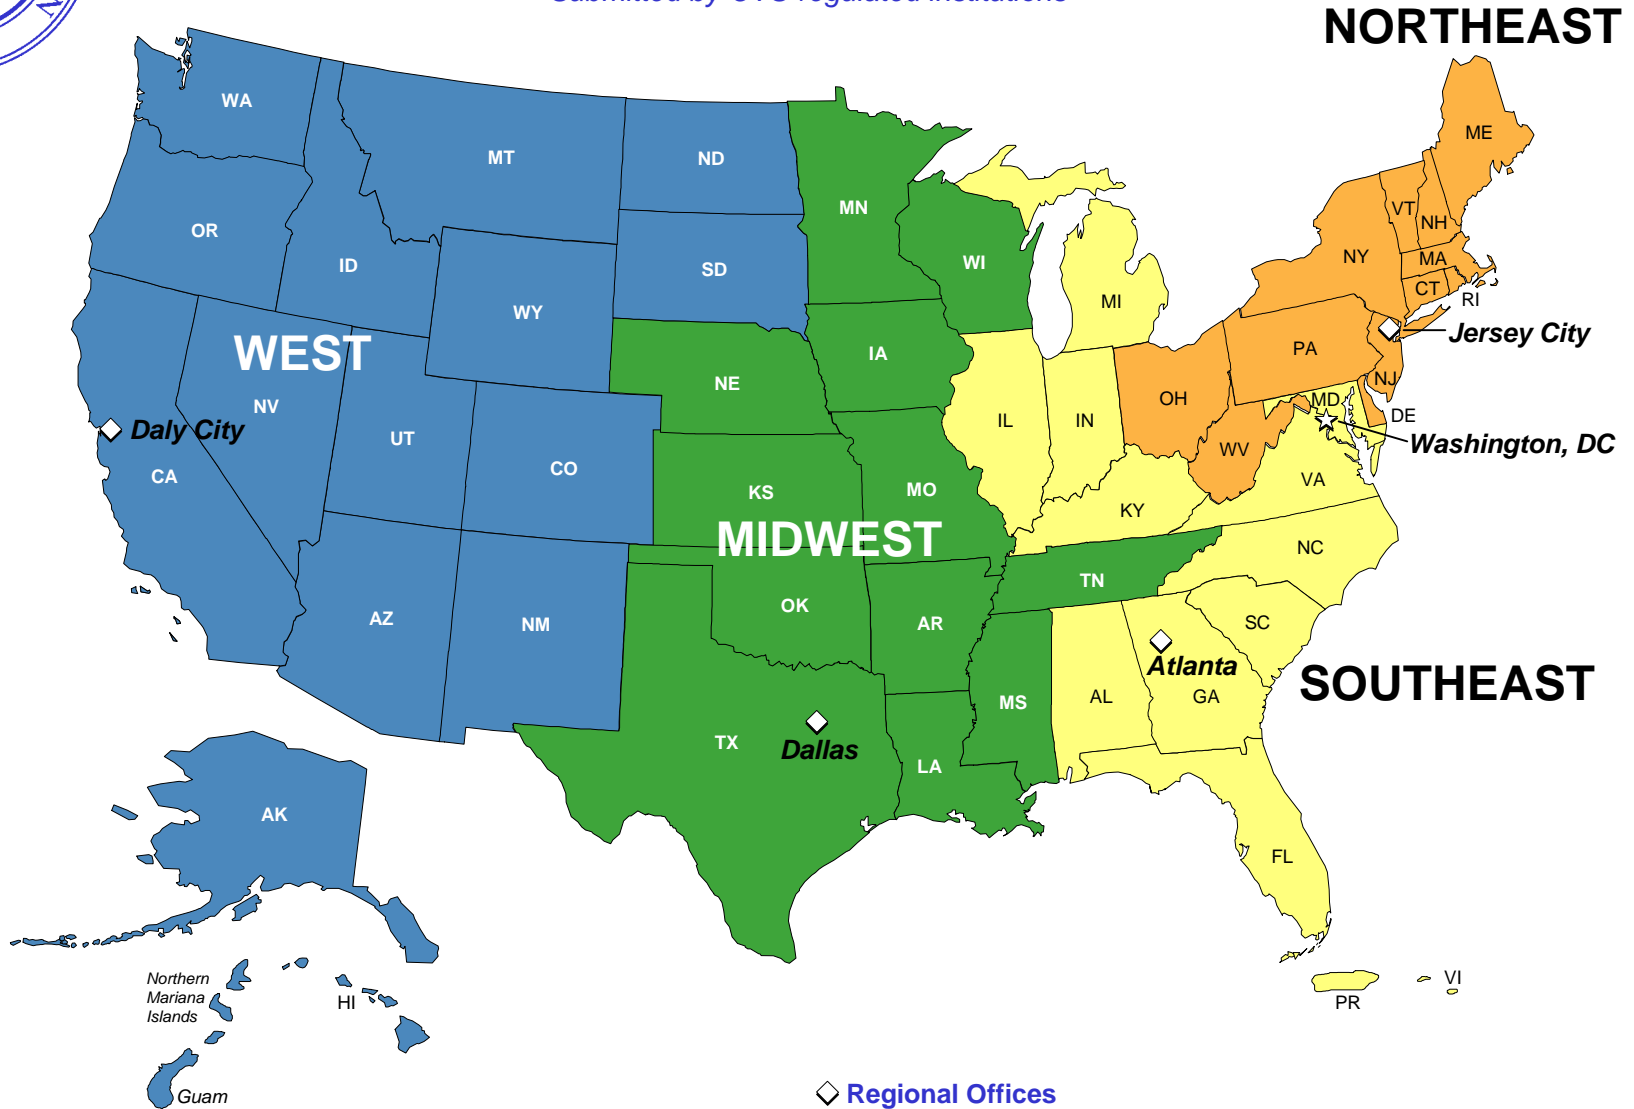 NORTHEAST
WA
MT
ND
MN
ME
OR
ID
SD
WI
MI
VT
NH
NY
MA
CT
RI
WY
WEST
IA
PA
Jersey City
NJ
NE
NV
UT
CO
IL
IN
OH
MD
DE
WV
Washington, DC
Daly City
CA
KS
MO
KY
VA
MIDWEST
NC
TN
AZ
NM
OK
AR
SC
Atlanta
SOUTHEAST
AL
GA
MS
TX
Dallas
LA
AK
FL
Northern
Mariana
Islands
HI
PR
VI
Guam
Regional Offices